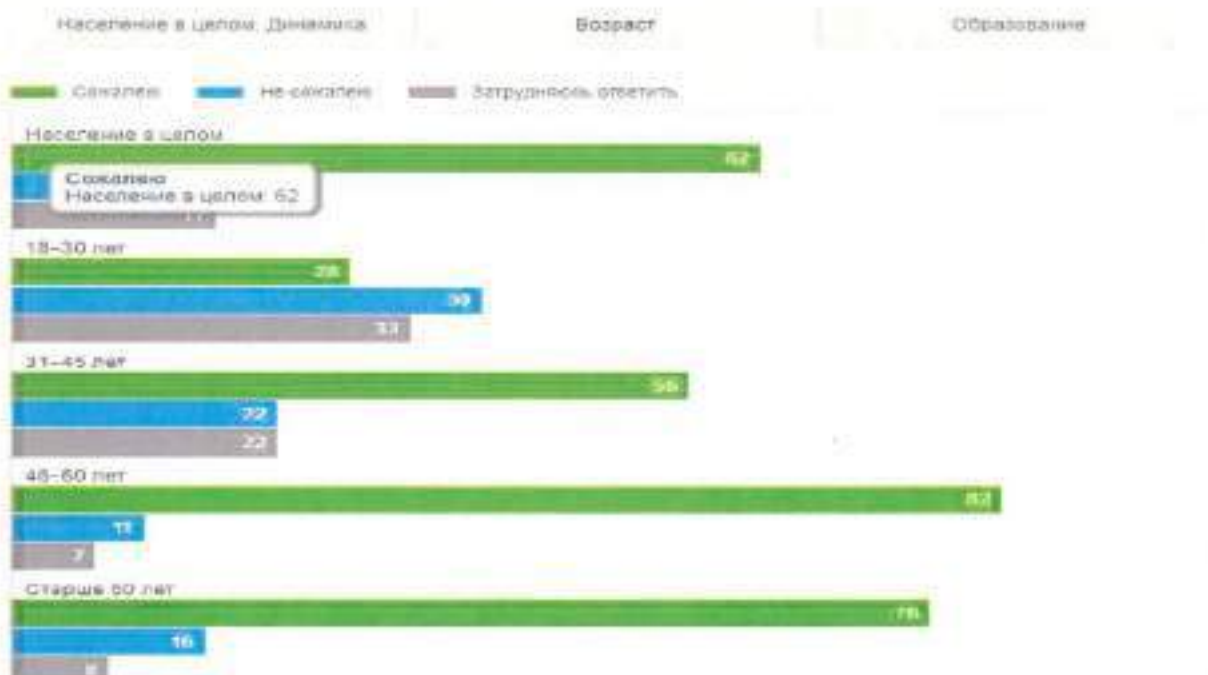 Население в целом. Динамика Возраст Образование
Сожалею Не сожалею Затрудняюсь ответить
Население в целом
62
Сожалею
Население в целом: 62
17
18–30 лет
28
39
33
31–45 лет
56
22
22
46–60 лет
82
11
7
Старше 60 лет
76
16
8